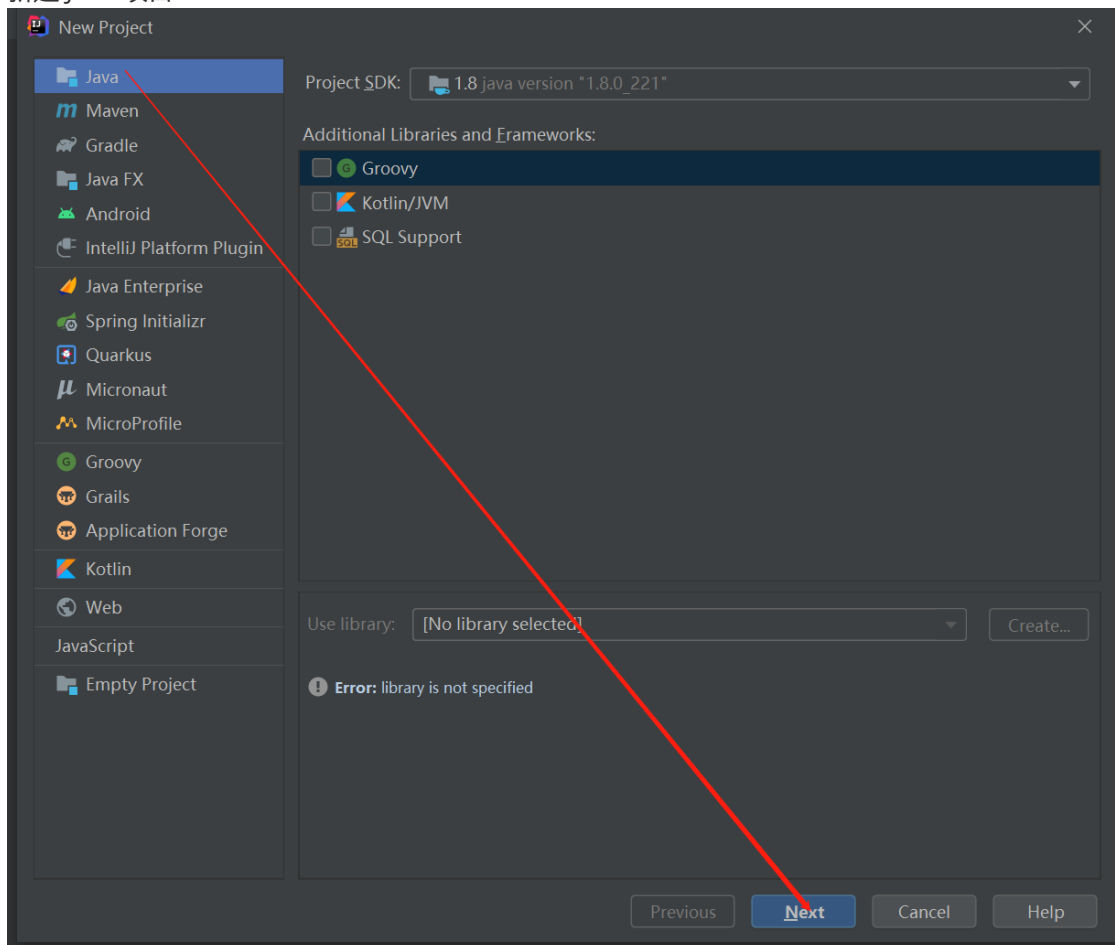 New Project
Java
Maven
Gradle
Java FX
Android
IntelliJ Platform Plugin
Java Enterprise
Spring Initializr
Quarkus
Micronaut
MicroProfile
Groovy
Grails
Application Forge
Kotlin
Web
JavaScript
Empty Project
Project SDK: 1.8 java version "1.8.0_221"
Additional Libraries and Frameworks:
Groovy
Kotlin/JVM
SQL Support
Use library: [No library selected] Create...
Error: library is not specified
Previous Next Cancel Help